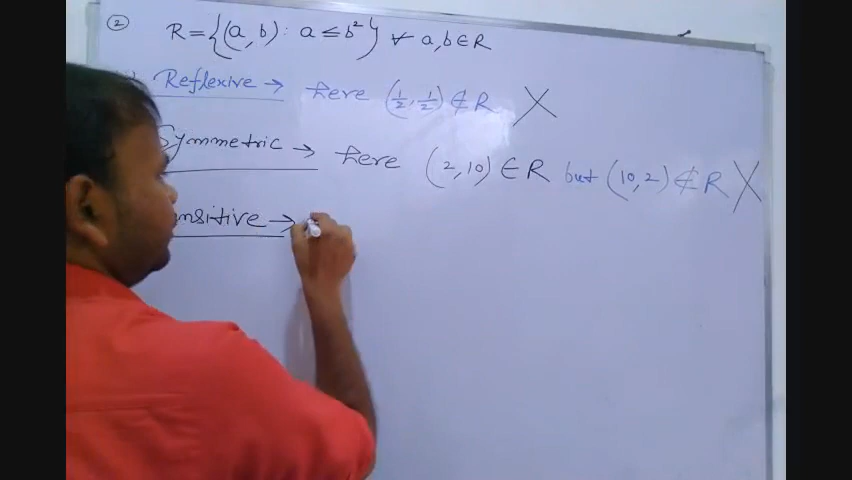 ② R = {(a, b) : a ≤ b²} ∀ a, b ∈ R
Reflexive → here (1/2, 1/2) ∉ R X
Symmetric → here (2, 10) ∈ R but (10, 2) ∉ R X
nsitive →